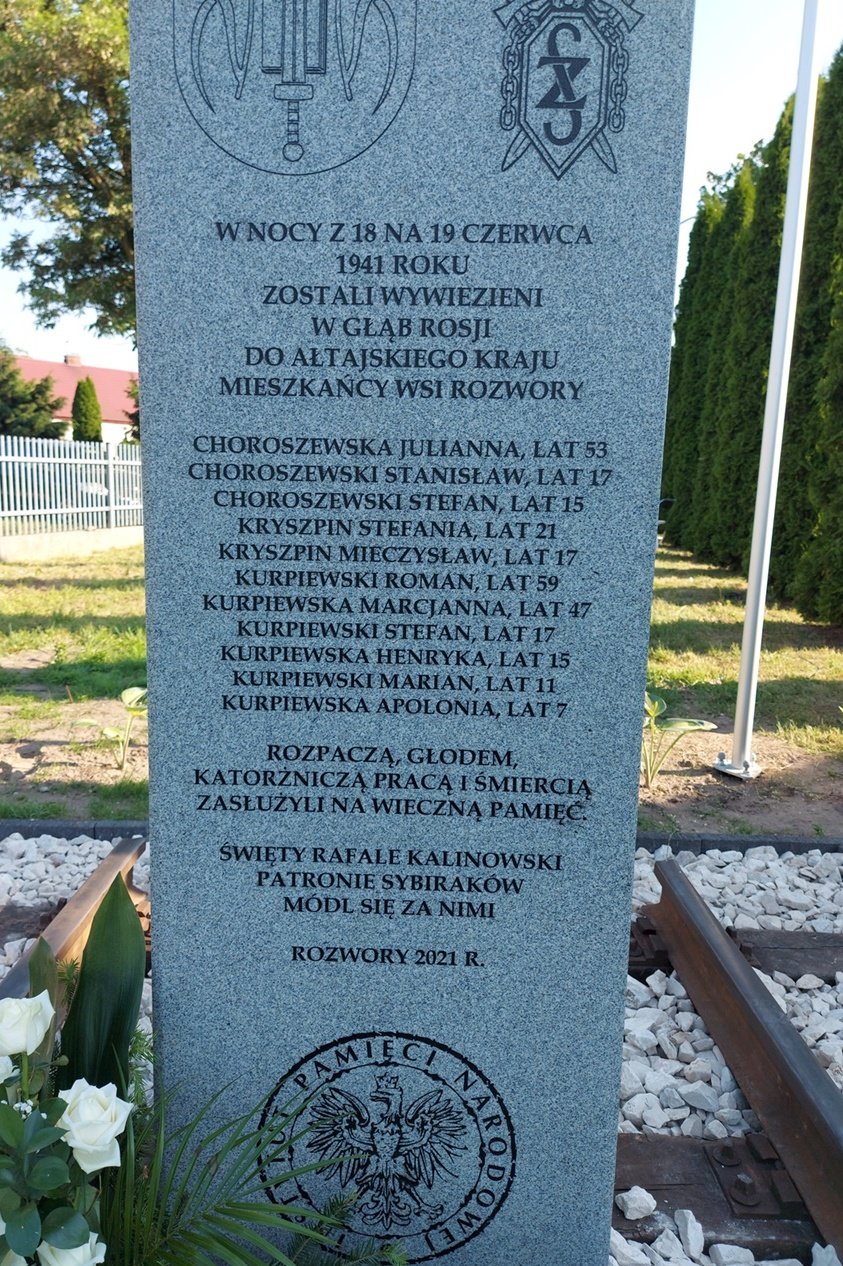 W NOCY Z 18 NA 19 CZERWCA
1941 ROKU
ZOSTALI WYWIEZIENI
W GŁĄB ROSJI
DO AŁTAJSKIEGO KRAJU
MIESZKAŃCY WSI ROZWORY
CHOROSZEWSKA JULIANNA, LAT 53
CHOROSZEWSKI STANISŁAW, LAT 17
CHOROSZEWSKI STEFAN, LAT 15
KRYSZPIN STEFANIA, LAT 21
KRYSZPIN MIECZYSŁAW, LAT 17
KURPIEWSKI ROMAN, LAT 59
KURPIEWSKA MARCJANNA, LAT 47
KURPIEWSKI STEFAN, LAT 17
KURPIEWSKA HENRYKA, LAT 15
KURPIEWSKI MARIAN, LAT 11
KURPIEWSKA APOLONIA, LAT 7
ROZPACZĄ, GŁODEM,
KATORŻNICZĄ PRACĄ I ŚMIERCIĄ
ZASŁUŻYLI NA WIECZNĄ PAMIĘĆ.
ŚWIĘTY RAFALE KALINOWSKI
PATRONIE SYBIRAKÓW
MÓDL SIĘ ZA NIMI
ROZWORY 2021 R.
PAMIĘCI NARODOWEJ